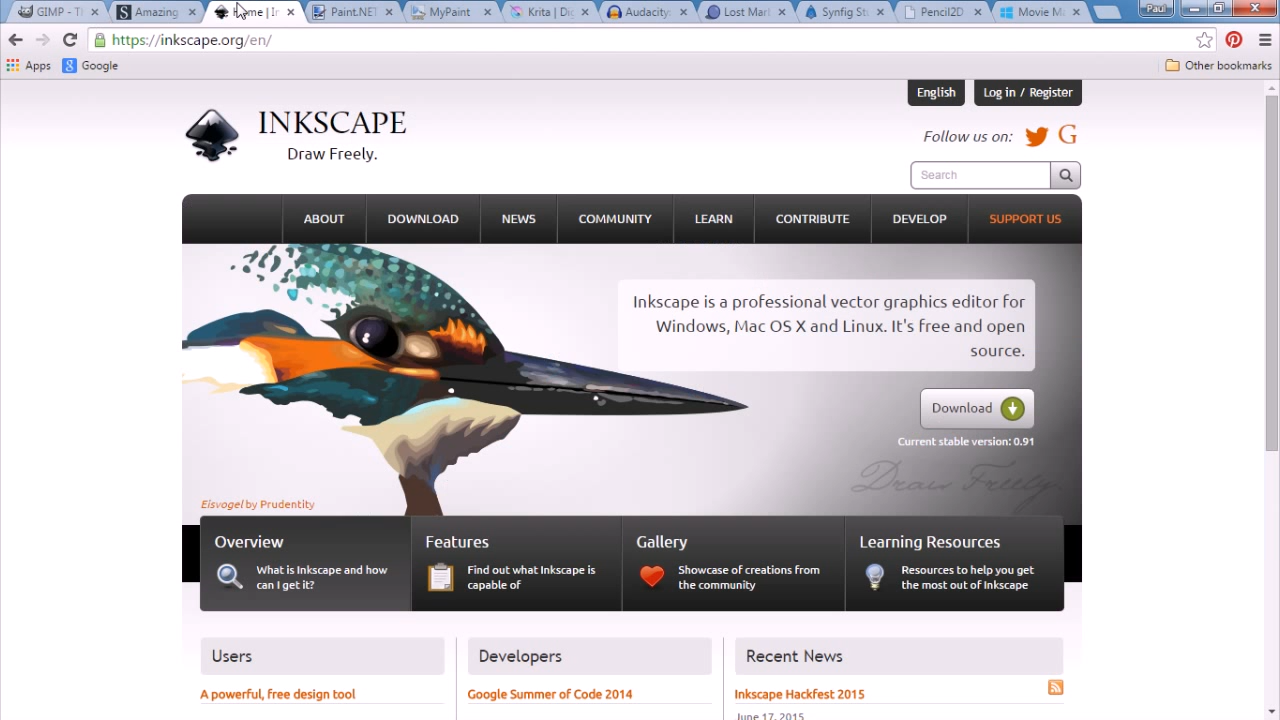 GIMP - Th
Amazing
Home | In
Paint.NET
MyPaint
Krita | Dig
Audacity
Lost Mar
Synfig St
Pencil2D
Movie M
Paul
https://inkscape.org/en/
Apps
Google
Other bookmarks
English
Log in / Register
INKSCAPE
Draw Freely.
Follow us on:
G
Search
ABOUT
DOWNLOAD
NEWS
COMMUNITY
LEARN
CONTRIBUTE
DEVELOP
SUPPORT US
Inkscape is a professional vector graphics editor for
Windows, Mac OS X and Linux. It's free and open
source.
Download
Current stable version: 0.91
Draw Freely.
Eisvogel by Prudentity
Overview
What is Inkscape and how
can I get it?
Features
Find out what Inkscape is
capable of
Gallery
Showcase of creations from
the community
Learning Resources
Resources to help you get
the most out of Inkscape
Users
A powerful, free design tool
Developers
Google Summer of Code 2014
Recent News
Inkscape Hackfest 2015
June 17, 2015